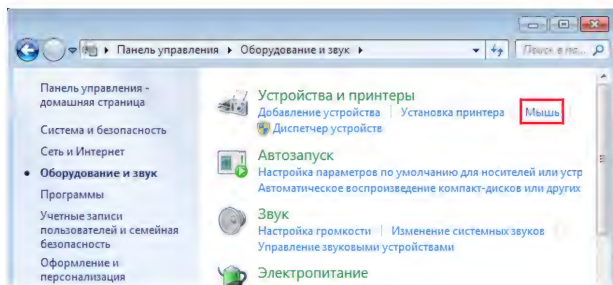 Панель управления ▸ Оборудование и звук ▸
Поиск в па...
Панель управления -
домашняя страница
Система и безопасность
Сеть и Интернет
Оборудование и звук
Программы
Учетные записи
пользователей и семейная
безопасность
Оформление и
персонализация
Устройства и принтеры
Добавление устройства | Установка принтера | Мышь
Диспетчер устройств
Автозапуск
Настройка параметров по умолчанию для носителей или устр
Автоматическое воспроизведение компакт-дисков или других
Звук
Настройка громкости | Изменение системных звуков
Управление звуковыми устройствами
Электропитание